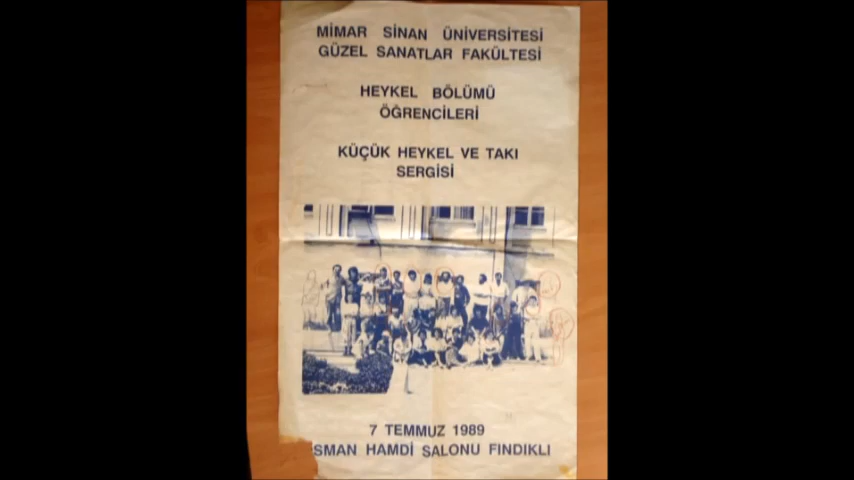 MİMAR SİNAN ÜNİVERSİTESİ
GÜZEL SANATLAR FAKÜLTESİ
HEYKEL BÖLÜMÜ
ÖĞRENCİLERİ
KÜÇÜK HEYKEL VE TAKI
SERGİSİ
7 TEMMUZ 1989
SMAN HAMDİ SALONU FINDIKLI